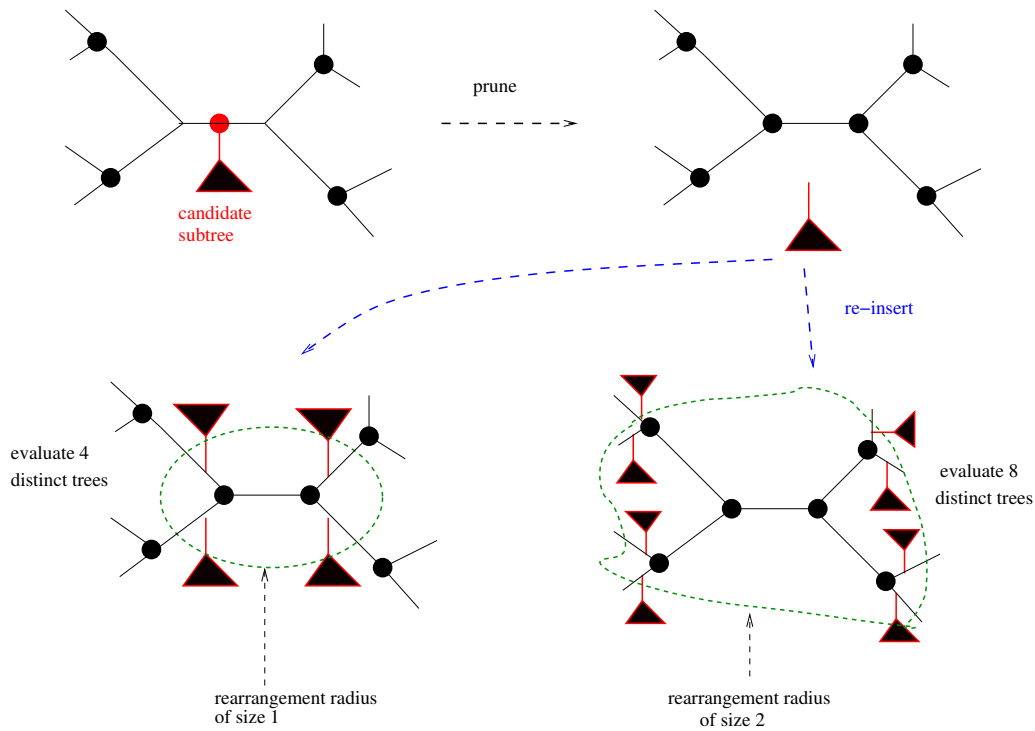 prune
candidate
subtree
re−insert
evaluate 4
distinct trees
evaluate 8
distinct trees
rearrangement radius
of size 1
rearrangement radius
of size 2